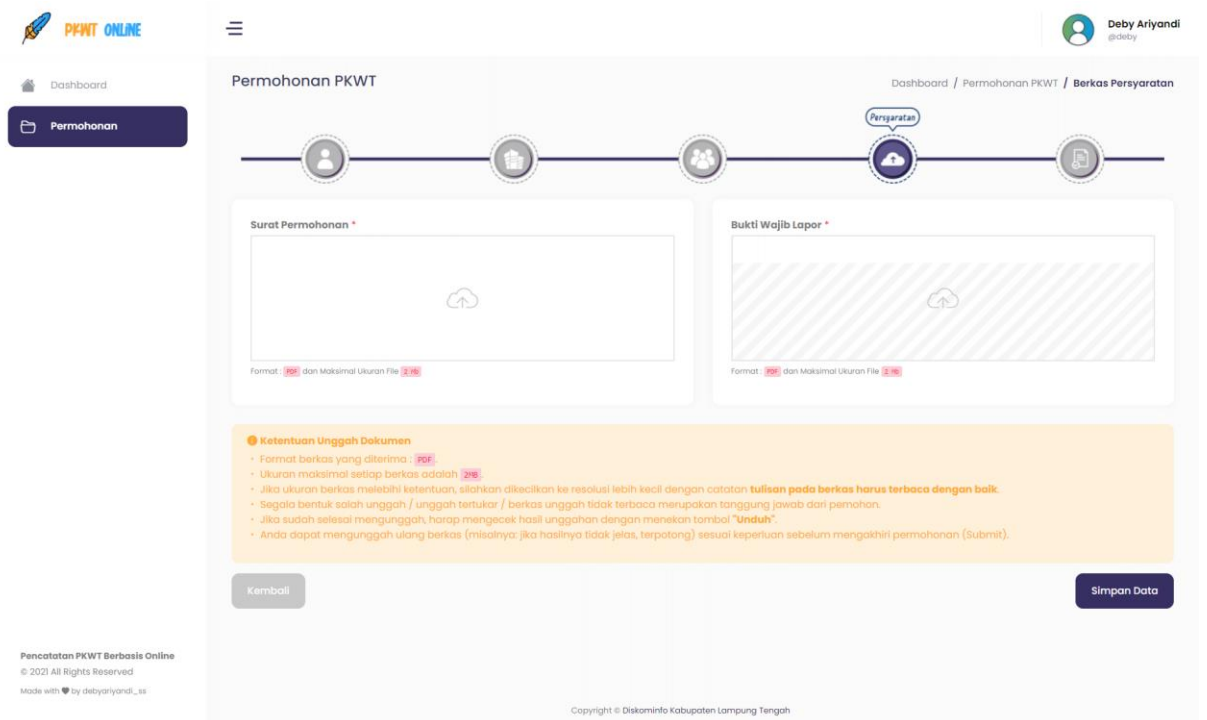 PKWT ONLINE
Deby Ariyandi
@deby
Dashboard
Permohonan
Permohonan PKWT
Dashboard / Permohonan PKWT / Berkas Persyaratan
Persyaratan
Surat Permohonan *
Format : PDF dan Maksimal Ukuran File 2 Mb
Bukti Wajib Lapor *
Format : PDF dan Maksimal Ukuran File 2 Mb
Ketentuan Unggah Dokumen
• Format berkas yang diterima : PDF.
• Ukuran maksimal setiap berkas adalah 2MB.
• Jika ukuran berkas melebihi ketentuan, silahkan dikecilkan ke resolusi lebih kecil dengan catatan tulisan pada berkas harus terbaca dengan baik.
• Segala bentuk salah unggah / unggah tertukar / berkas unggah tidak terbaca merupakan tanggung jawab dari pemohon.
• Jika sudah selesai mengunggah, harap mengecek hasil unggahan dengan menekan tombol "Unduh".
• Anda dapat mengunggah ulang berkas (misalnya: jika hasilnya tidak jelas, terpotong) sesuai keperluan sebelum mengakhiri permohonan (Submit).
Kembali
Simpan Data
Pencatatan PKWT Berbasis Online
© 2021 All Rights Reserved
Made with 🖤 by debyariyandi_ss
Copyright © Diskominfo Kabupaten Lampung Tengah